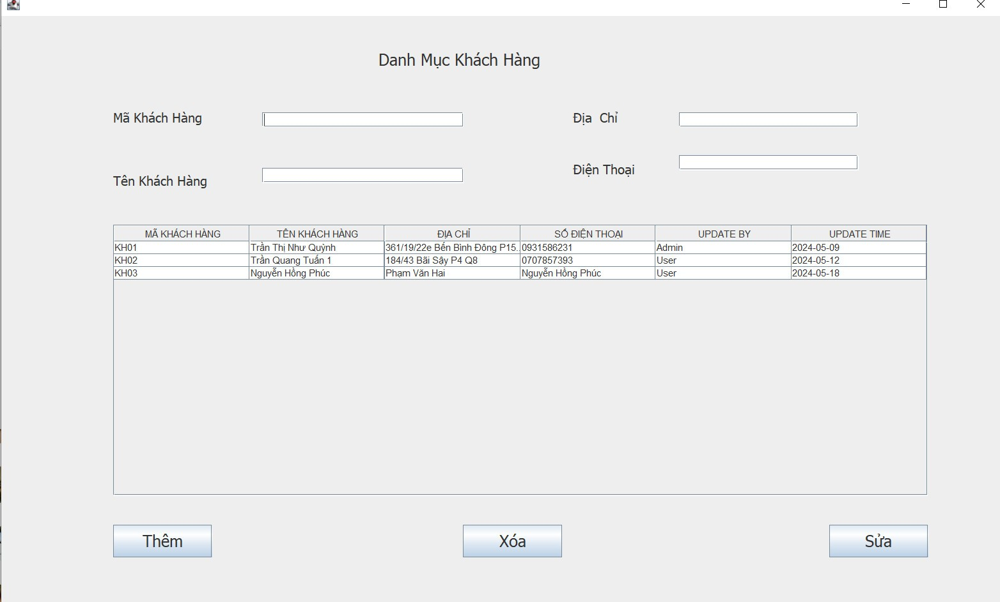 Danh Mục Khách Hàng
Mã Khách Hàng
Địa Chỉ
Tên Khách Hàng
Điện Thoại
MÃ KHÁCH HÀNG TÊN KHÁCH HÀNG ĐỊA CHỈ SỐ ĐIỆN THOẠI UPDATE BY UPDATE TIME
KH01 Trần Thị Như Quỳnh 361/19/22e Bến Bình Đông P15... 0931586231 Admin 2024-05-09
KH02 Trần Quang Tuấn 1 184/43 Bãi Sậy P4 Q8 0707857393 User 2024-05-12
KH03 Nguyễn Hồng Phúc Phạm Văn Hai Nguyễn Hồng Phúc User 2024-05-18
Thêm Xóa Sửa